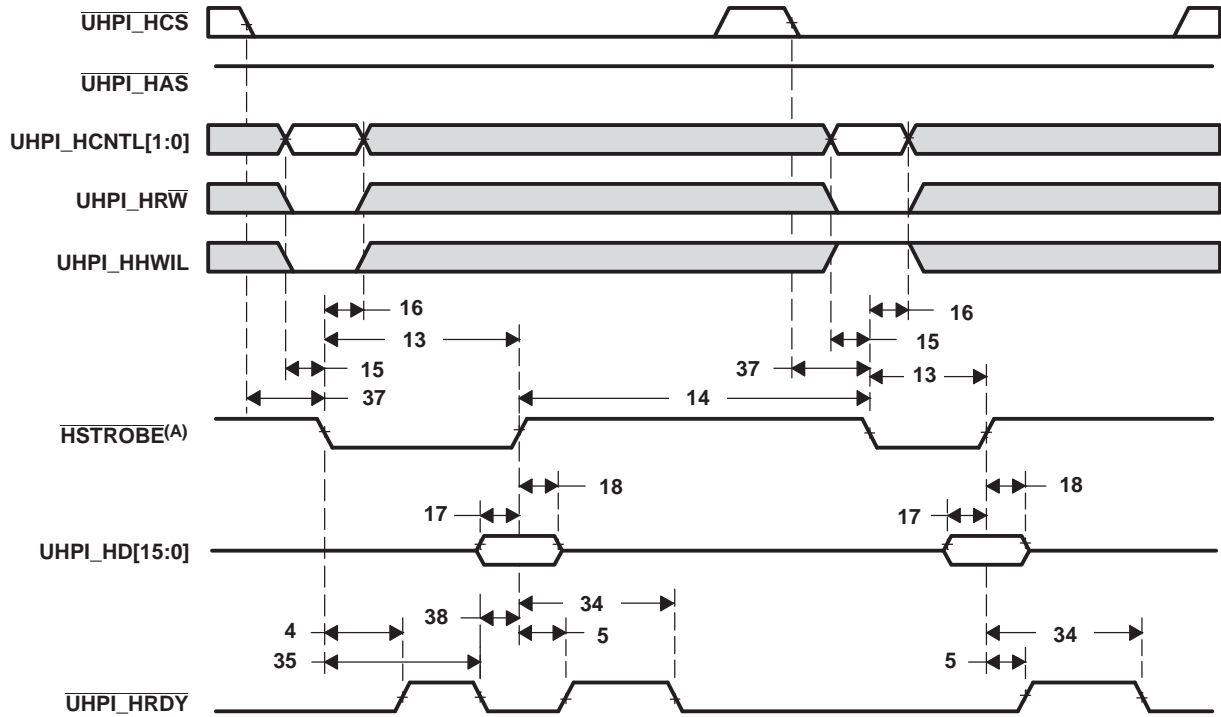 UHPI_HCS
UHPI_HAS
UHPI_HCNTL[1:0]
UHPI_HRW
UHPI_HHWIL
16
16
13
15
15
37
13
37
14
HSTROBE(A)
18
18
17
17
UHPI_HD[15:0]
34
38
4
5
34
35
5
UHPI_HRDY